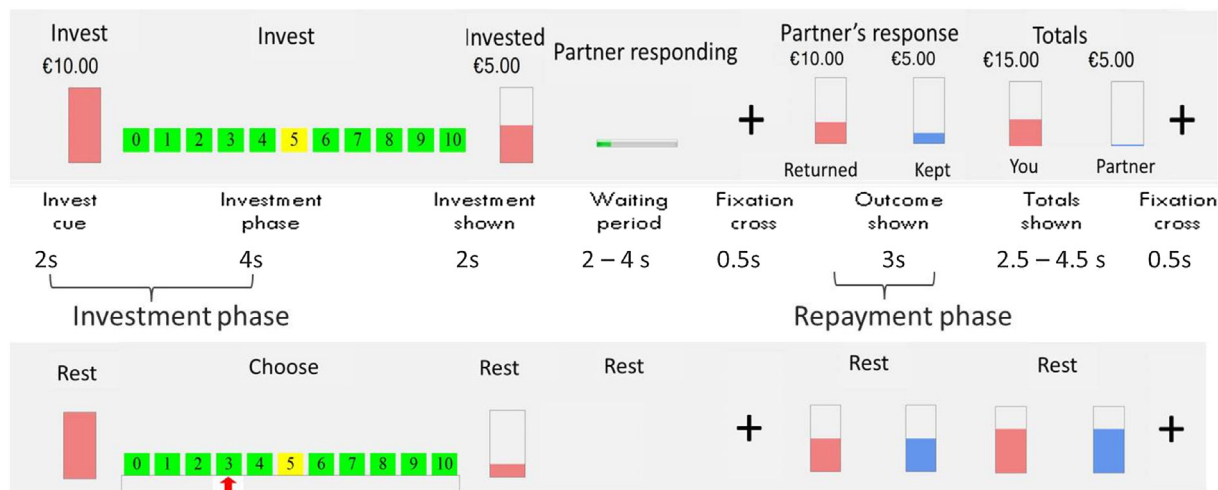 Invest Invest Invested Partner responding Partner's response Totals
€10.00 €5.00 €10.00 €5.00 €15.00 €5.00
0 1 2 3 4 5 6 7 8 9 10
Returned Kept You Partner
Invest cue Investment phase Investment shown Waiting period Fixation cross Outcome shown Totals shown Fixation cross
2s 4s 2s 2 – 4 s 0.5s 3s 2.5 – 4.5 s 0.5s
Investment phase Repayment phase
Rest Choose Rest Rest Rest Rest
0 1 2 3 4 5 6 7 8 9 10